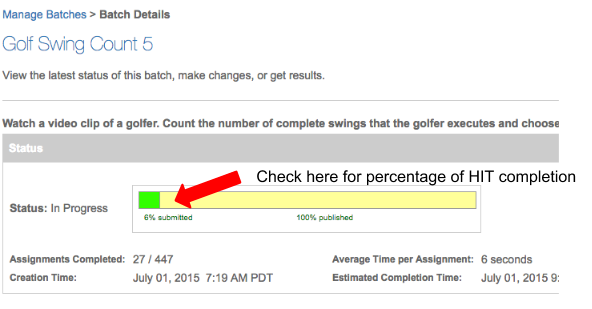 Manage Batches > Batch Details
Golf Swing Count 5
View the latest status of this batch, make changes, or get results.
Watch a video clip of a golfer. Count the number of complete swings that the golfer executes and choose
Status
Check here for percentage of HIT completion
Status: In Progress
6% submitted 100% published
Assignments Completed: 27 / 447 Average Time per Assignment: 6 seconds
Creation Time: July 01, 2015 7:19 AM PDT Estimated Completion Time: July 01, 2015 9: